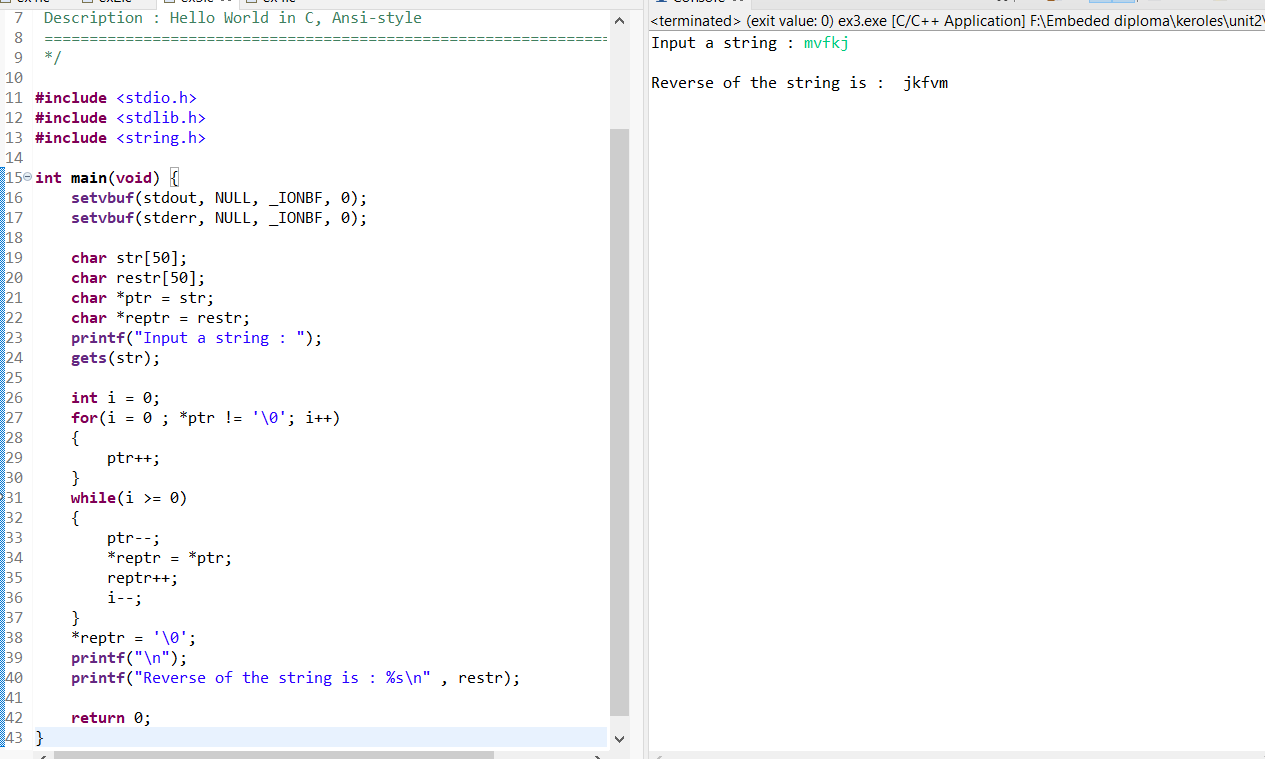 7 Description : Hello World in C, Ansi-style
8 ===============================================================
9 */
10
11 #include <stdio.h>
12 #include <stdlib.h>
13 #include <string.h>
14
15 int main(void) {
16 setvbuf(stdout, NULL, _IONBF, 0);
17 setvbuf(stderr, NULL, _IONBF, 0);
18
19 char str[50];
20 char restr[50];
21 char *ptr = str;
22 char *reptr = restr;
23 printf("Input a string : ");
24 gets(str);
25
26 int i = 0;
27 for(i = 0 ; *ptr != '\0'; i++)
28 {
29 ptr++;
30 }
31 while(i >= 0)
32 {
33 ptr--;
34 *reptr = *ptr;
35 reptr++;
36 i--;
37 }
38 *reptr = '\0';
39 printf("\n");
40 printf("Reverse of the string is : %s\n" , restr);
41
42 return 0;
43 }
<terminated> (exit value: 0) ex3.exe [C/C++ Application] F:\Embeded diploma\keroles\unit2\
Input a string : mvfkj
Reverse of the string is :  jkfvm